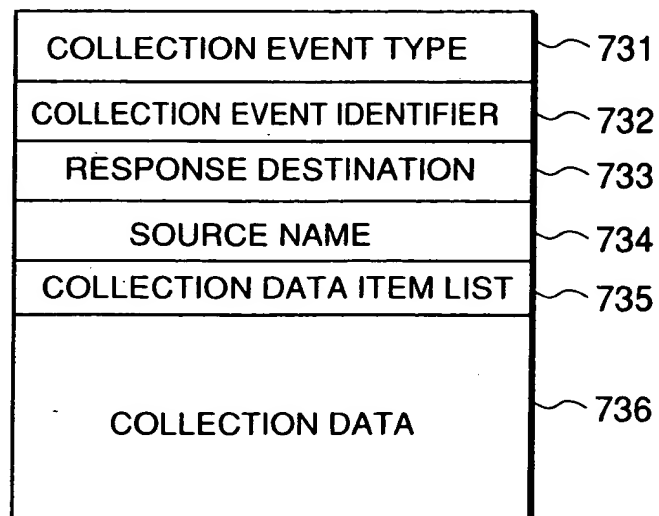 COLLECTION EVENT TYPE 731
COLLECTION EVENT IDENTIFIER 732
RESPONSE DESTINATION 733
SOURCE NAME 734
COLLECTION DATA ITEM LIST 735
COLLECTION DATA 736